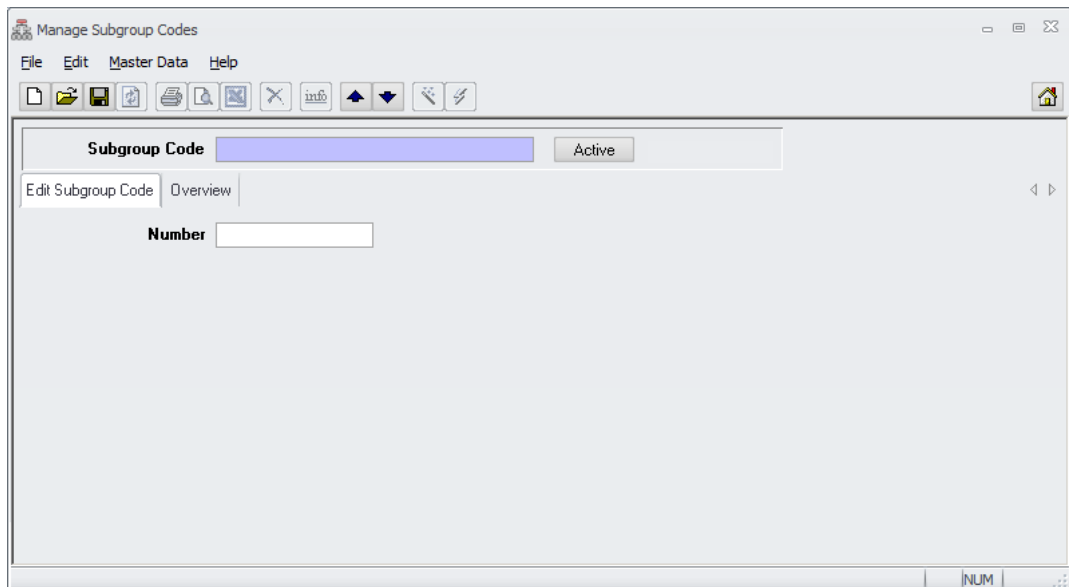 Manage Subgroup Codes
File Edit Master Data Help
info
Subgroup Code Active
Edit Subgroup Code Overview
Number
NUM